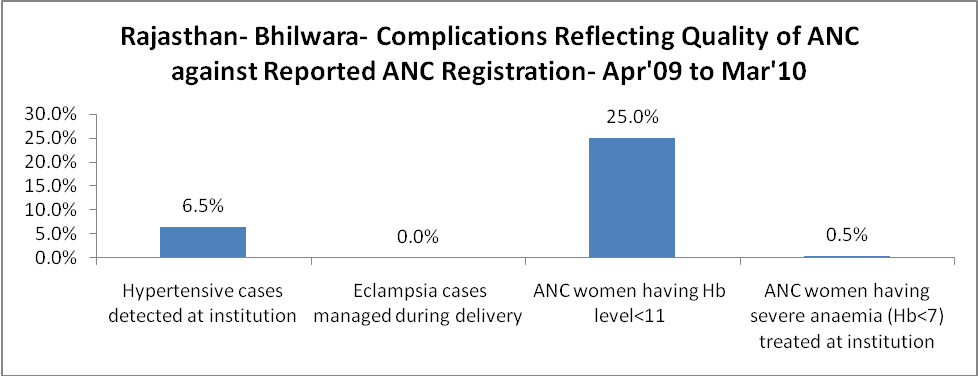 Rajasthan- Bhilwara- Complications Reflecting Quality of ANC
against Reported ANC Registration- Apr'09 to Mar'10
30.0%
25.0%
20.0%
15.0%
10.0%
5.0%
0.0%
6.5%
0.0%
25.0%
0.5%
Hypertensive cases
detected at institution
Eclampsia cases
managed during delivery
ANC women having Hb
level<11
ANC women having
severe anaemia (Hb<7)
treated at institution